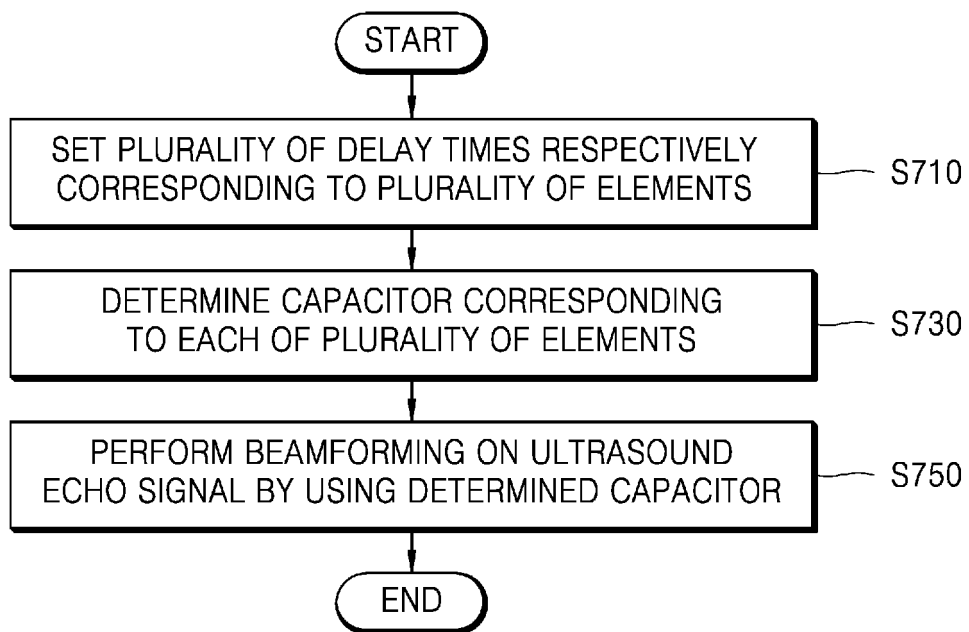 START
SET PLURALITY OF DELAY TIMES RESPECTIVELY
CORRESPONDING TO PLURALITY OF ELEMENTS
S710
DETERMINE CAPACITOR CORRESPONDING
TO EACH OF PLURALITY OF ELEMENTS
S730
PERFORM BEAMFORMING ON ULTRASOUND
ECHO SIGNAL BY USING DETERMINED CAPACITOR
S750
END